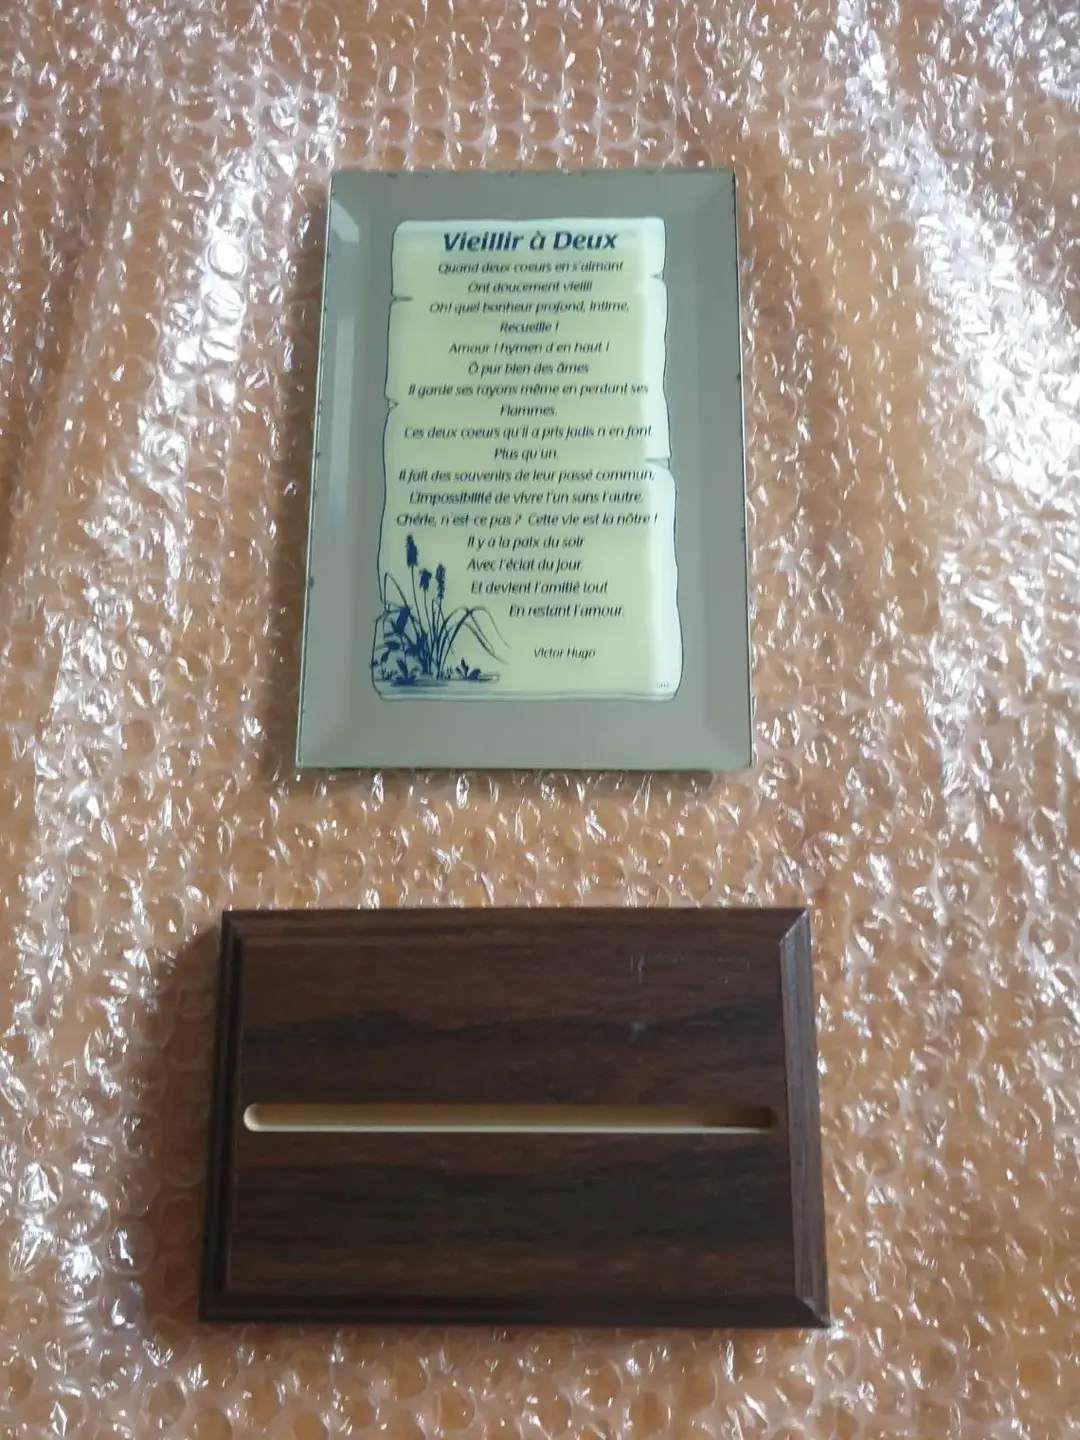 Vieillir à Deux
Quand deux coeurs en s'aimant
Ont doucement vieilli
Oh! quel bonheur profond, intime,
Recueille !
Amour ! hymen d'en haut !
Ô pur bien des âmes
Il garde ses rayons même en perdant ses
Flammes.
Ces deux coeurs qu'il a pris jadis n'en font
Plus qu'un.
Il fait des souvenirs de leur passé commun,
L'impossibilité de vivre l'un sans l'autre.
Chérie, n'est-ce pas ? Cette vie est la nôtre !
Il y a la paix du soir
Avec l'éclat du jour.
Et devient l'amitié tout
En restant l'amour.
Victor Hugo